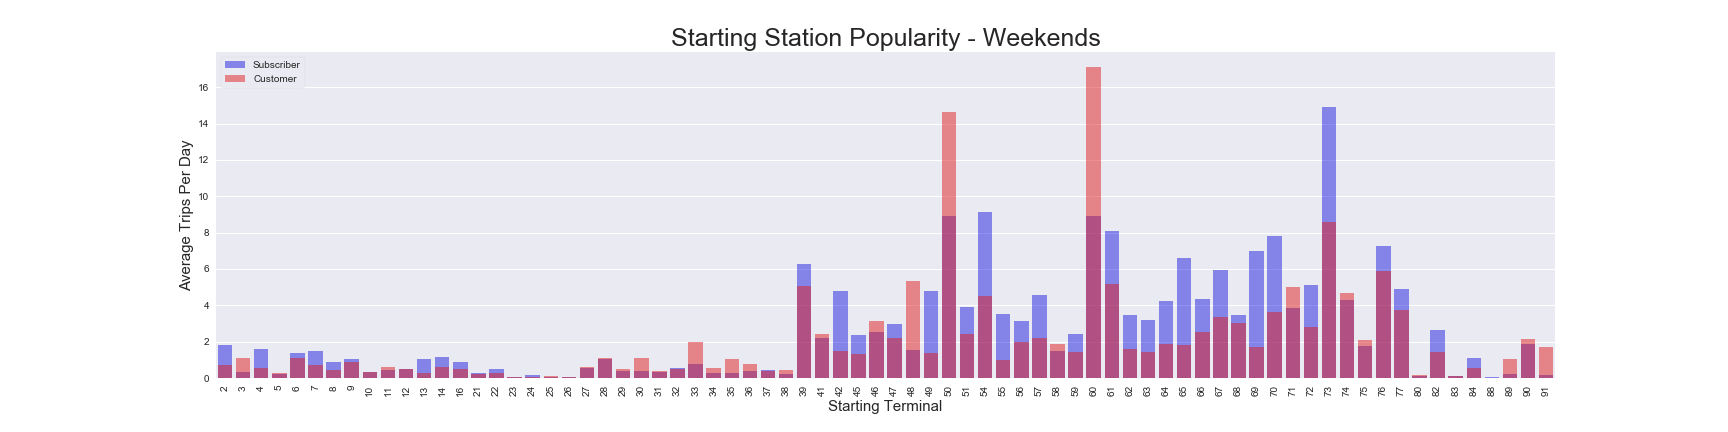 Starting Station Popularity - Weekends
Subscriber
Customer
Average Trips Per Day
16
14
12
10
8
6
4
2
0
2 3 4 5 6 7 8 9 10 11 12 13 14 16 21 22 23 24 25 26 27 28 29 30 31 32 33 34 35 36 37 38 39 41 42 45 46 47 48 49 50 51 54 55 56 57 58 59 60 61 62 63 64 65 66 67 68 69 70 71 72 73 74 75 76 77 80 82 83 84 88 89 90 91
Starting Terminal